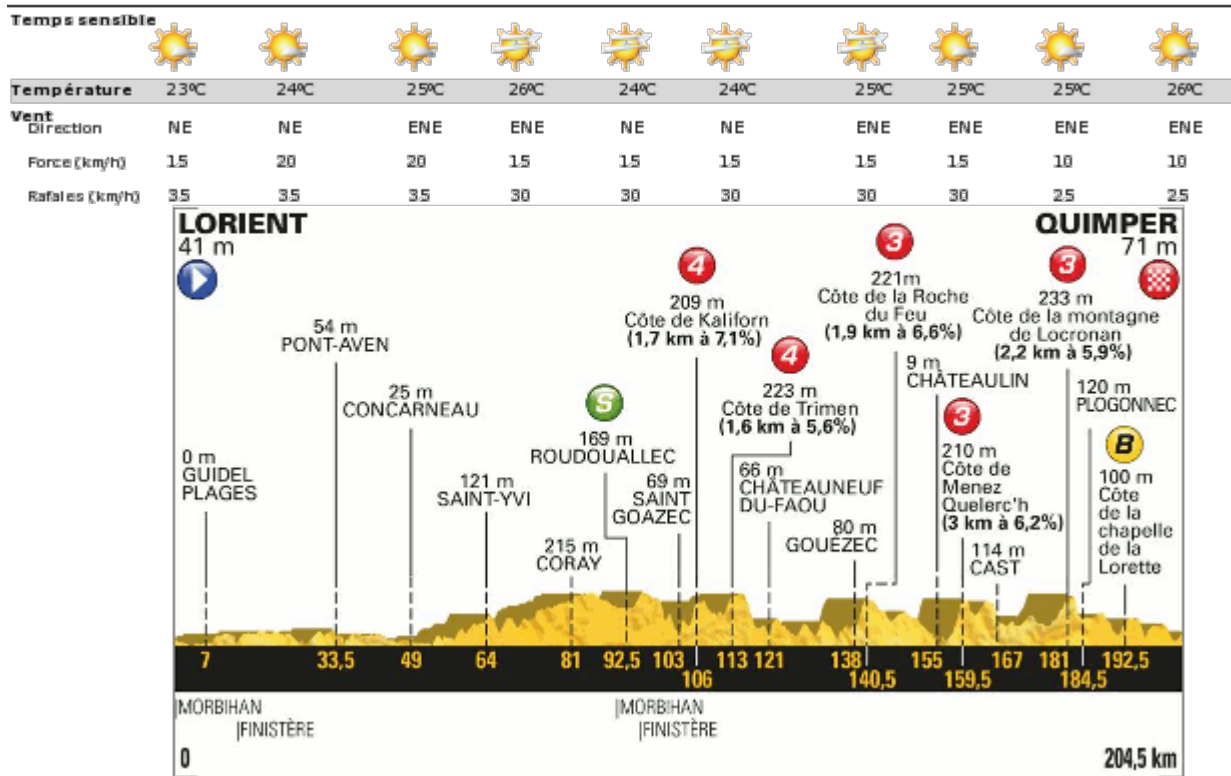 Temps sensible
Température 23ºC 24ºC 25ºC 26ºC 24ºC 24ºC 25ºC 25ºC 25ºC 26ºC
Vent
Direction NE NE ENE ENE NE NE ENE ENE ENE ENE
Force (km/h) 15 20 20 15 15 15 15 15 10 10
Rafales (km/h) 35 35 35 30 30 30 30 30 25 25
LORIENT
41 m
QUIMPER
71 m
0 m
GUIDEL
PLAGES
54 m
PONT-AVEN
25 m
CONCARNEAU
121 m
SAINT-YVI
215 m
CORAY
S
169 m
ROUDOUALLEC
69 m
SAINT
GOAZEC
4
209 m
Côte de Kaliforn
(1,7 km à 7,1%)
4
223 m
Côte de Trimen
(1,6 km à 5,6%)
66 m
CHÂTEAUNEUF
DU-FAOU
80 m
GOUÉZEC
3
221m
Côte de la Roche
du Feu
(1,9 km à 6,6%)
9 m
CHÂTEAULIN
3
210 m
Côte de
Menez
Quelerc'h
(3 km à 6,2%)
114 m
CAST
3
233 m
Côte de la montagne
de Locronan
(2,2 km à 5,9%)
120 m
PLOGONNEC
B
100 m
Côte
de la
chapelle
de la
Lorette
7 33,5 49 64 81 92,5 103 113 121 138 155 167 181 192,5
106 140,5 159,5 184,5
|MORBIHAN |MORBIHAN
|FINISTÈRE |FINISTÈRE
0 204,5 km